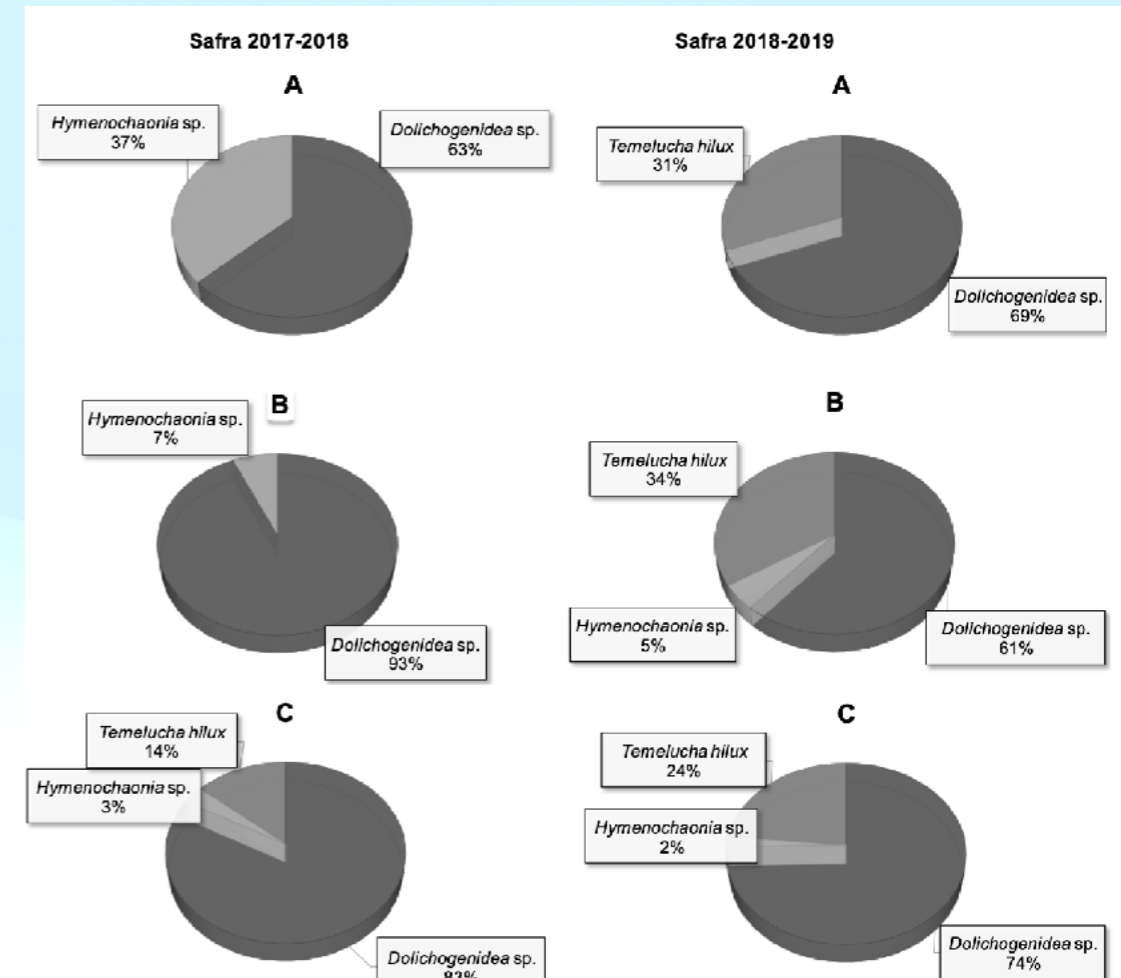 Safra 2017-2018
A
Hymenochaonia sp.
37%
Dolichogenidea sp.
63%
B
Hymenochaonia sp.
7%
Dolichogenidea sp.
93%
C
Temelucha hilux
14%
Hymenochaonia sp.
3%
Dolichogenidea sp.
83%
Safra 2018-2019
A
Temelucha hilux
31%
Dolichogenidea sp.
69%
B
Temelucha hilux
34%
Hymenochaonia sp.
5%
Dolichogenidea sp.
61%
C
Temelucha hilux
24%
Hymenochaonia sp.
2%
Dolichogenidea sp.
74%